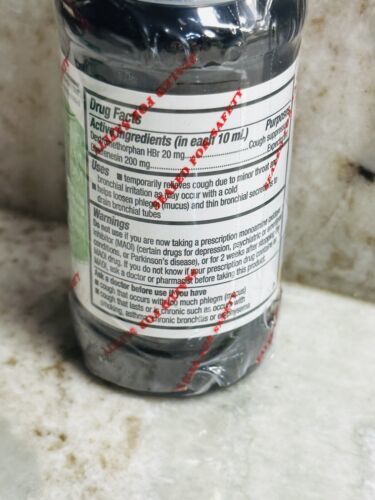 Drug Facts
Active ingredients (in each 10 mL) Purpose
HBr 20 mg Cough
200 mg
Uses ■ temporarily relieves cough due to minor throat and
bronchial irritation as may occur with a cold
■ helps loosen phlegm (mucus) and thin bronchial secretions to
drain bronchial tubes
Warnings
Do not use if you are now taking a prescription monoamine oxidase
inhibitor (MAOI) (certain drugs for depression, psychiatric or
or Parkinson's disease), or for 2 weeks after stopping the
MAOI drug. If you do not know if your prescription drug contains an
MAOI, ask a doctor or pharmacist before taking this product.
Ask a doctor before use if you have
■ cough that occurs with too much phlegm (mucus)
■ cough that lasts or is chronic such as occurs with
smoking, asthma, chronic bronchitis or emphysema
SEALED FOR SAFETY